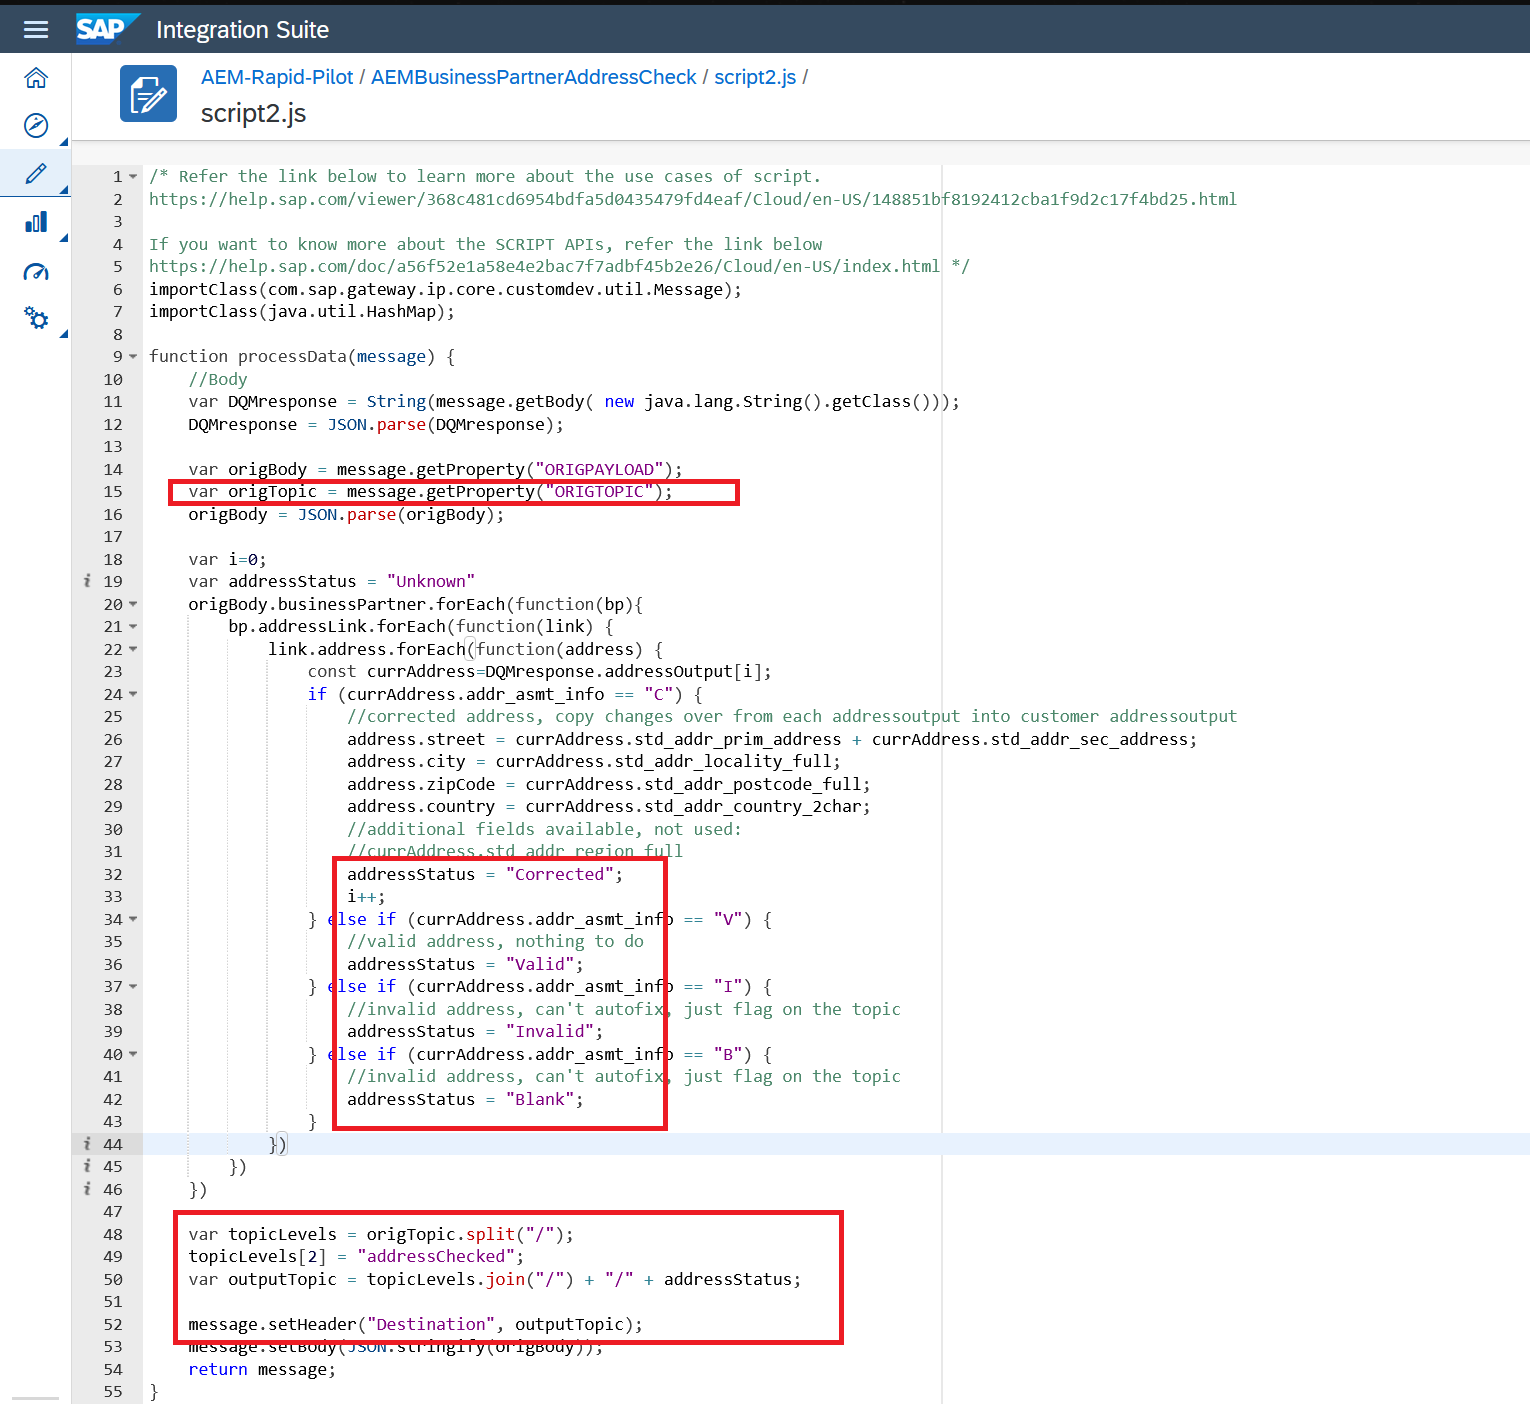 SAP Integration Suite
AEM-Rapid-Pilot / AEMBusinessPartnerAddressCheck / script2.js /
script2.js
1 /* Refer the link below to learn more about the use cases of script.
2 https://help.sap.com/viewer/368c481cd6954bdfa5d0435479fd4eaf/Cloud/en-US/148851bf8192412cba1f9d2c17f4bd25.html
3
4 If you want to know more about the SCRIPT APIs, refer the link below
5 https://help.sap.com/doc/a56f52e1a58e4e2bac7f7adbf45b2e26/Cloud/en-US/index.html */
6 importClass(com.sap.gateway.ip.core.customdev.util.Message);
7 importClass(java.util.HashMap);
8
9 function processData(message) {
10     //Body
11     var DQMresponse = String(message.getBody( new java.lang.String().getClass()));
12     DQMresponse = JSON.parse(DQMresponse);
13
14     var origBody = message.getProperty("ORIGPAYLOAD");
15     var origTopic = message.getProperty("ORIGTOPIC");
16     origBody = JSON.parse(origBody);
17
18     var i=0;
19     var addressStatus = "Unknown"
20     origBody.businessPartner.forEach(function(bp){
21         bp.addressLink.forEach(function(link) {
22             link.address.forEach(function(address) {
23                 const currAddress=DQMresponse.addressOutput[i];
24                 if (currAddress.addr_asmt_info == "C") {
25                     //corrected address, copy changes over from each addressoutput into customer addressoutput
26                     address.street = currAddress.std_addr_prim_address + currAddress.std_addr_sec_address;
27                     address.city = currAddress.std_addr_locality_full;
28                     address.zipCode = currAddress.std_addr_postcode_full;
29                     address.country = currAddress.std_addr_country_2char;
30                     //additional fields available, not used:
31                     //currAddress.std_addr_region_full
32                     addressStatus = "Corrected";
33                     i++;
34                 } else if (currAddress.addr_asmt_info == "V") {
35                     //valid address, nothing to do
36                     addressStatus = "Valid";
37                 } else if (currAddress.addr_asmt_info == "I") {
38                     //invalid address, can't autofix, just flag on the topic
39                     addressStatus = "Invalid";
40                 } else if (currAddress.addr_asmt_info == "B") {
41                     //invalid address, can't autofix, just flag on the topic
42                     addressStatus = "Blank";
43                 }
44             })
45         })
46     })
47
48     var topicLevels = origTopic.split("/");
49     topicLevels[2] = "addressChecked";
50     var outputTopic = topicLevels.join("/") + "/" + addressStatus;
51
52     message.setHeader("Destination", outputTopic);
53     message.setBody(JSON.stringify(origBody));
54     return message;
55 }